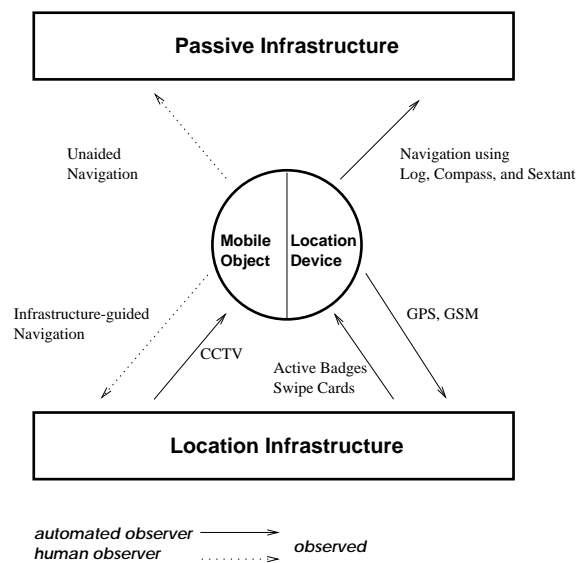 Passive Infrastructure
Unaided
Navigation
Navigation using
Log, Compass, and Sextant
Mobile
Object
Location
Device
Infrastructure-guided
Navigation
GPS, GSM
CCTV
Active Badges
Swipe Cards
Location Infrastructure
automated observer
human observer
observed